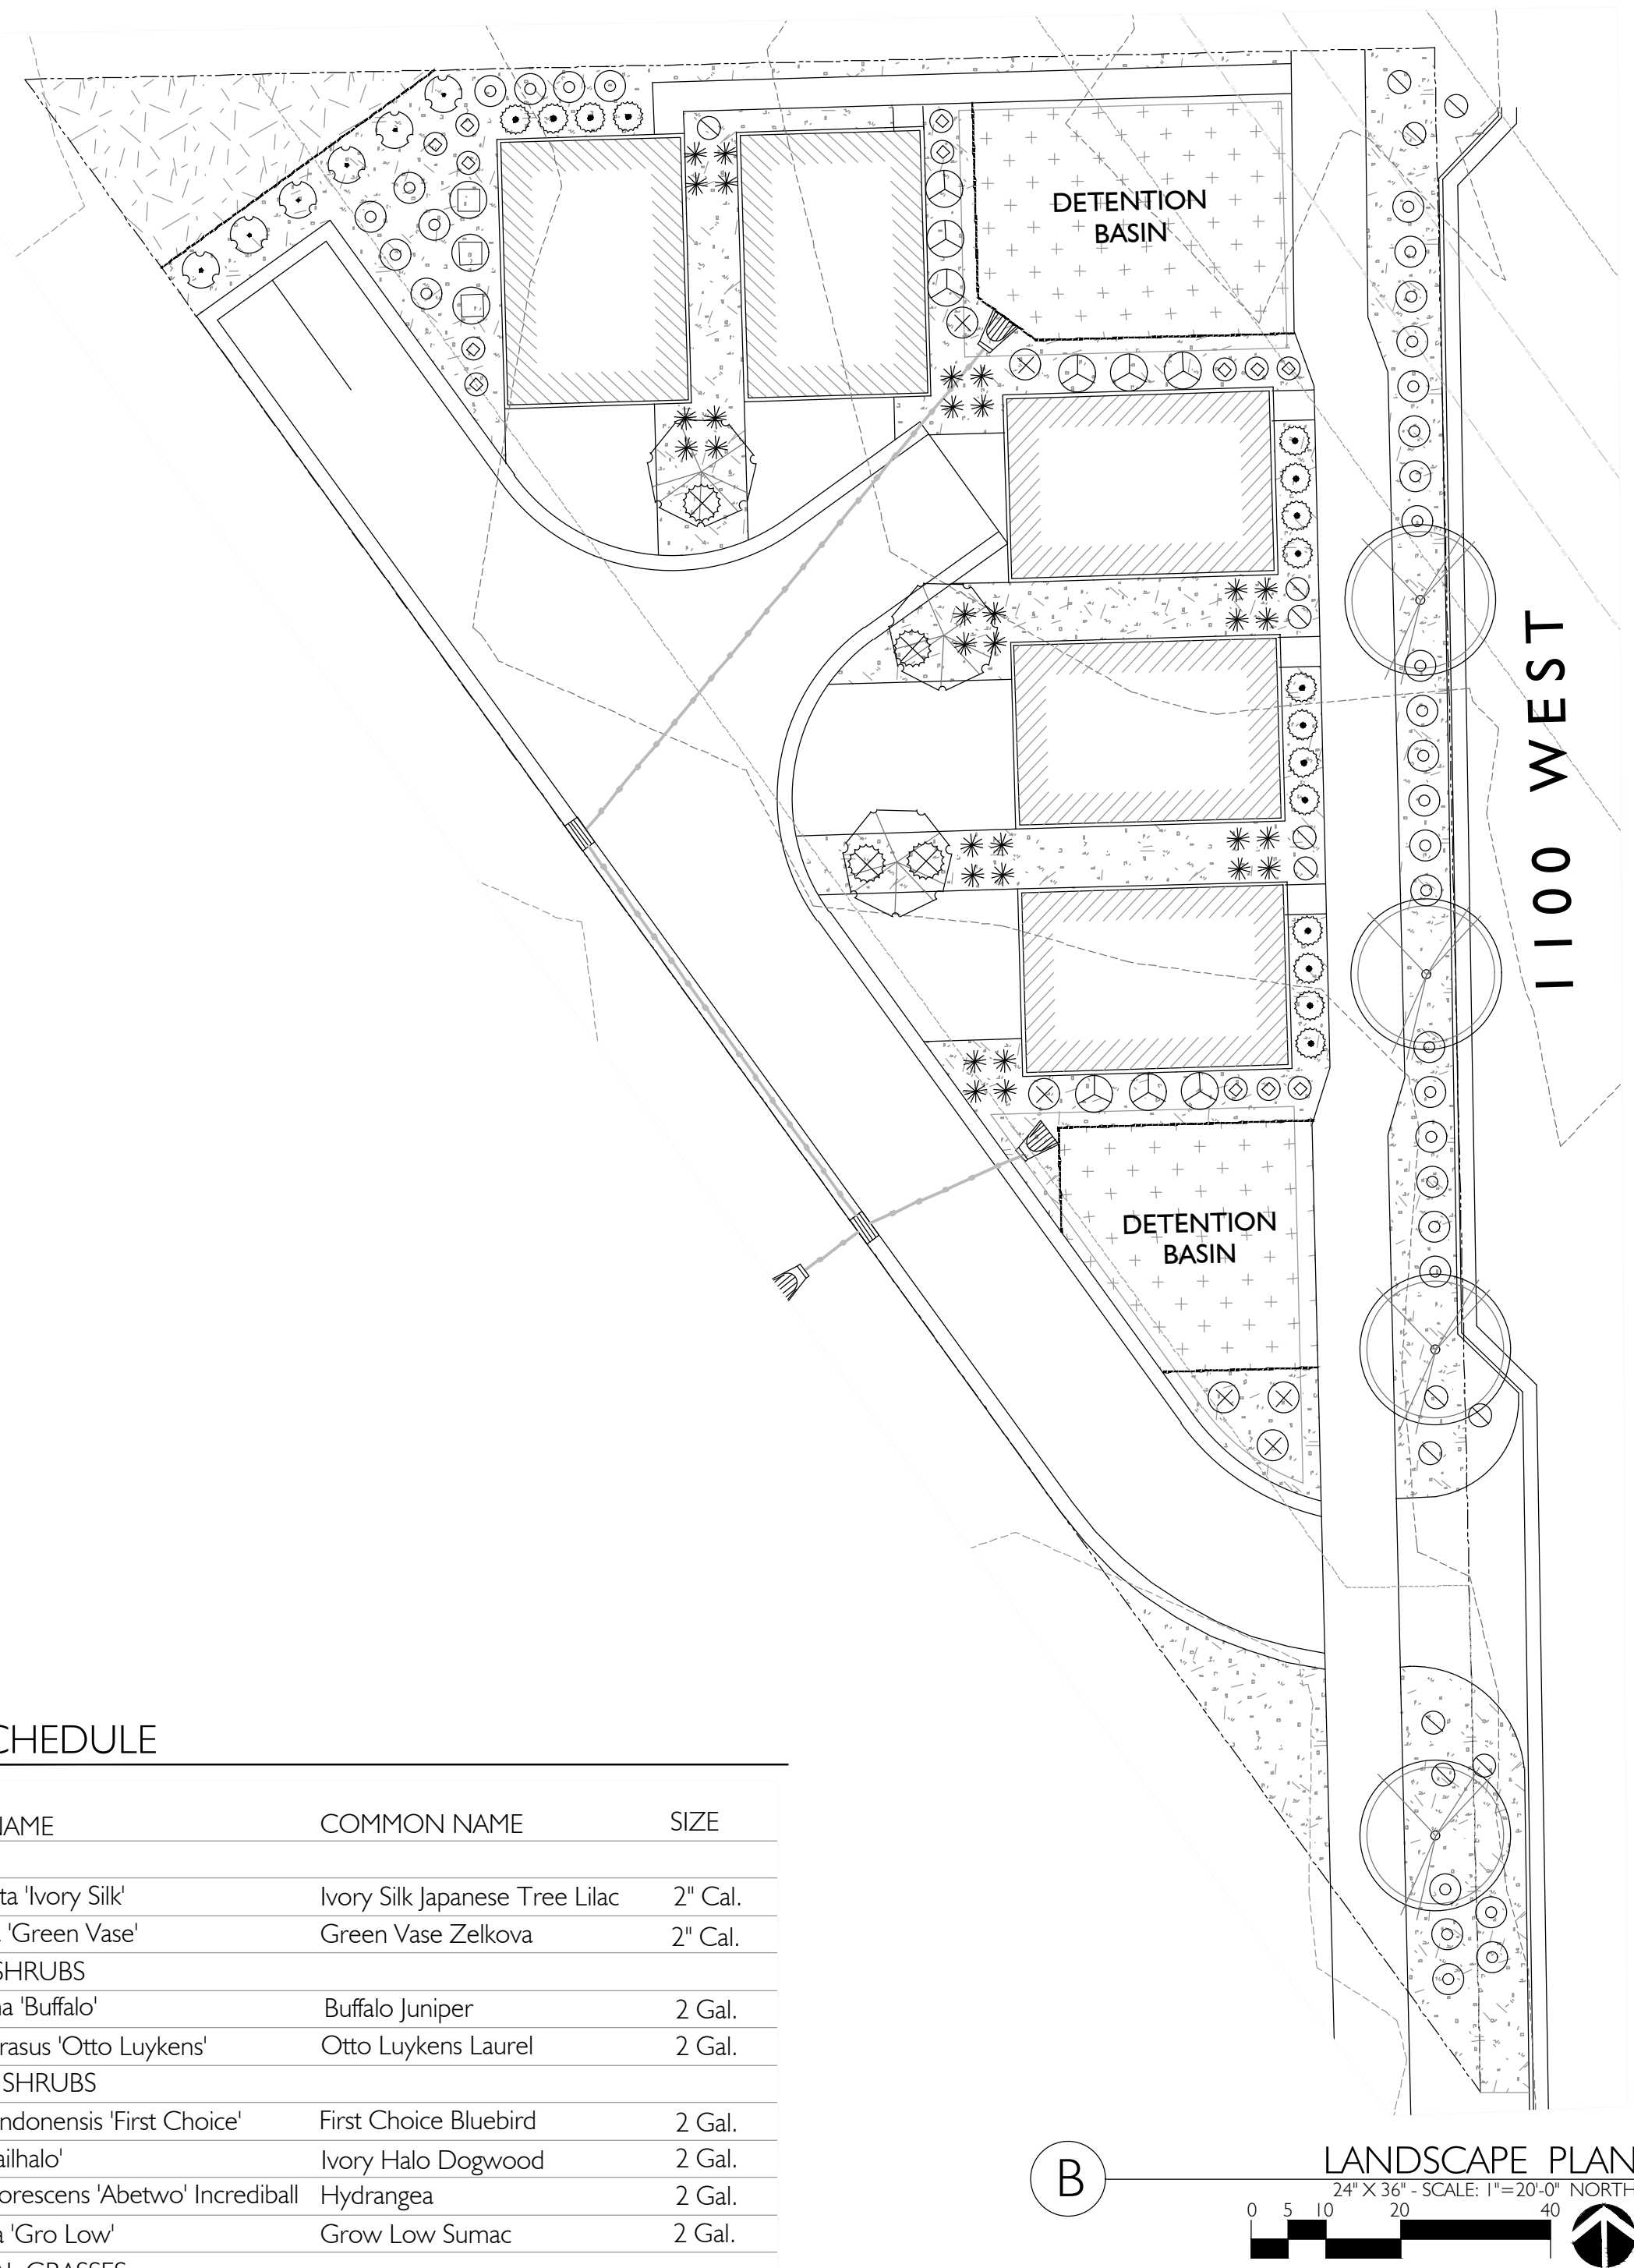 DETENTION
BASIN
1100 WEST
DETENTION
BASIN
CHEDULE
NAME COMMON NAME SIZE
ta 'Ivory Silk' Ivory Silk Japanese Tree Lilac 2" Cal.
'Green Vase' Green Vase Zelkova 2" Cal.
SHRUBS
na 'Buffalo' Buffalo Juniper 2 Gal.
rasus 'Otto Luykens' Otto Luykens Laurel 2 Gal.
SHRUBS
ndonensis 'First Choice' First Choice Bluebird 2 Gal.
ailhalo' Ivory Halo Dogwood 2 Gal.
orescens 'Abetwo' Incrediball Hydrangea 2 Gal.
a 'Gro Low' Grow Low Sumac 2 Gal.
AL GRASSES
B
LANDSCAPE PLAN
24" X 36" - SCALE: 1"=20'-0" NORTH
0 5 10 20 40